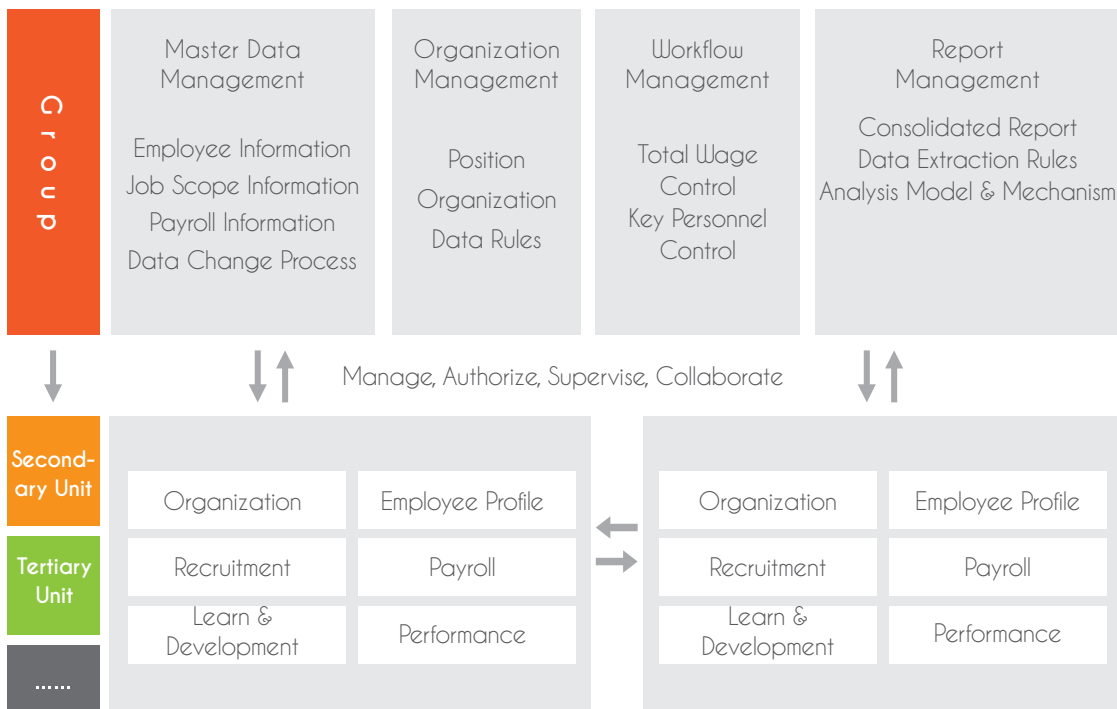 Group
Master Data
Management
Employee Information
Job Scope Information
Payroll Information
Data Change Process
Organization
Management
Position
Organization
Data Rules
Workflow
Management
Total Wage
Control
Key Personnel
Control
Report
Management
Consolidated Report
Data Extraction Rules
Analysis Model & Mechanism
Manage, Authorize, Supervise, Collaborate
Second-
ary Unit
Tertiary
Unit
......
Organization
Employee Profile
Recruitment
Payroll
Learn &
Development
Performance
Organization
Employee Profile
Recruitment
Payroll
Learn &
Development
Performance